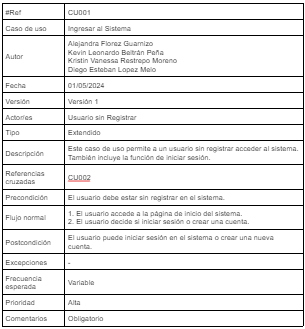 #Ref CU001
Caso de uso Ingresar al Sistema
Autor
Alejandra Florez Guarnizo
Kevin Leonardo Beltrán Peña
Kristin Vanessa Restrepo Moreno
Diego Esteban Lopez Melo
Fecha 01/05/2024
Versión Versión 1
Actor/es Usuario sin Registrar
Tipo Extendido
Descripción
Este caso de uso permite a un usuario sin registrar acceder al sistema.
También incluye la función de iniciar sesión.
Referencias
cruzadas
CU002
Precondición El usuario debe estar sin registrar en el sistema.
Flujo normal
1. El usuario accede a la página de inicio del sistema.
2. El usuario decide si iniciar sesión o crear una cuenta.
Postcondición
El usuario puede iniciar sesión en el sistema o crear una nueva
cuenta.
Excepciones -
Frecuencia
esperada
Variable
Prioridad Alta
Comentarios Obligatorio